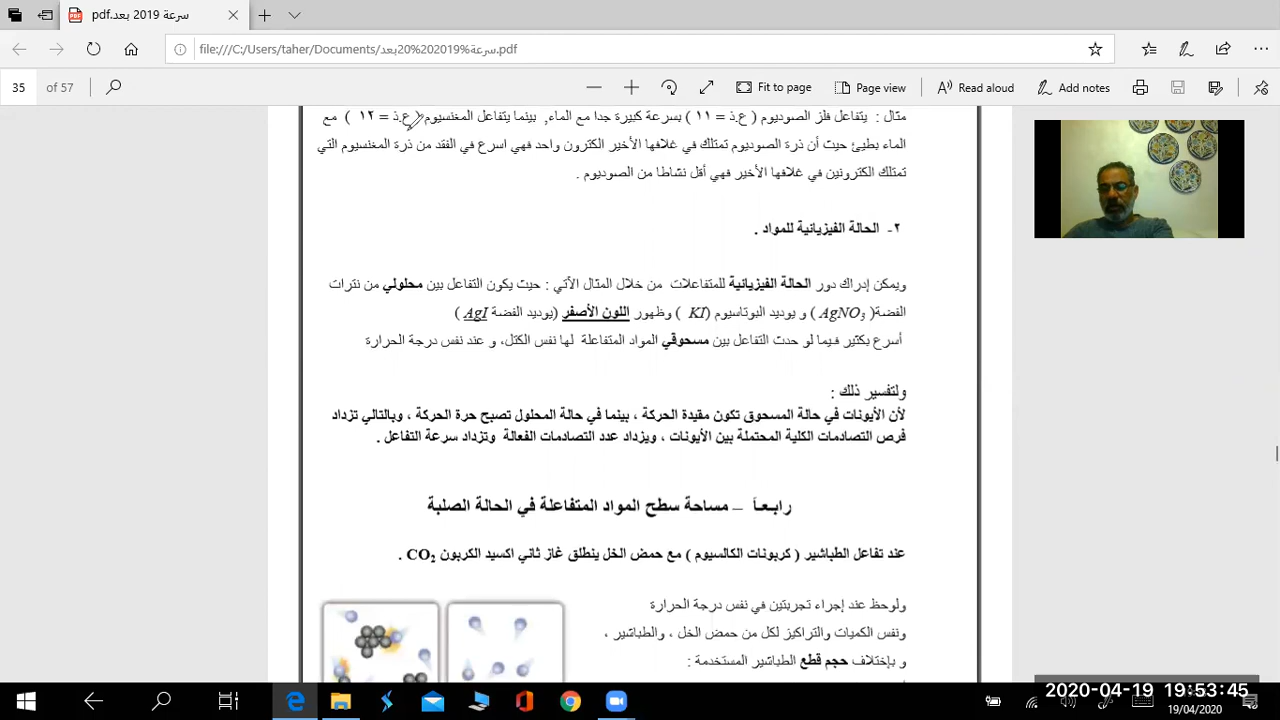 سرعة 2019 بعد.pdf
file:///C:/Users/taher/Documents/سرعة%202019%20بعد.pdf
35 of 57
Fit to page
Page view
Read aloud
Add notes
مثال : يتفاعل فلز الصوديوم ( ع.ذ = ١١ ) بسرعة كبيرة جدا مع الماء, بينما يتفاعل المغنسيوم (ع.ذ = ١٢ ) مع
الماء بطيئ حيث أن ذرة الصوديوم تمتلك في غلافها الأخير الكترون واحد فهي اسرع في الفقد من ذرة المغنسيوم التي
تمتلك الكترونين في غلافها الأخير فهي أقل نشاطا من الصوديوم .
٢- الحالة الفيزيائية للمواد .
ويمكن إدراك دور الحالة الفيزيائية للمتفاعلات من خلال المثال الأتي : حيث يكون التفاعل بين محلولي من نترات
الفضة( AgNO3 ) و يوديد البوتاسيوم (KI ) وظهور اللون الأصفر (يوديد الفضة AgI )
أسرع بكثير فيما لو حدث التفاعل بين مسحوقي المواد المتفاعلة لها نفس الكتل، و عند نفس درجة الحرارة
ولتفسير ذلك :
لأن الأيونات في حالة المسحوق تكون مقيدة الحركة ، بينما في حالة المحلول تصبح حرة الحركة ، وبالتالي تزداد
فرص التصادمات الكلية المحتملة بين الأيونات ، ويزداد عدد التصادمات الفعالة وتزداد سرعة التفاعل .
رابعاً – مساحة سطح المواد المتفاعلة في الحالة الصلبة
عند تفاعل الطباشير ( كربونات الكالسيوم ) مع حمض الخل ينطلق غاز ثاني اكسيد الكربون CO2 .
ولوحظ عند إجراء تجربتين في نفس درجة الحرارة
ونفس الكميات والتراكيز لكل من حمض الخل ، والطباشير ،
و بإختلاف حجم قطع الطباشير المستخدمة :
2020-04-19 19:53:45
19/04/2020